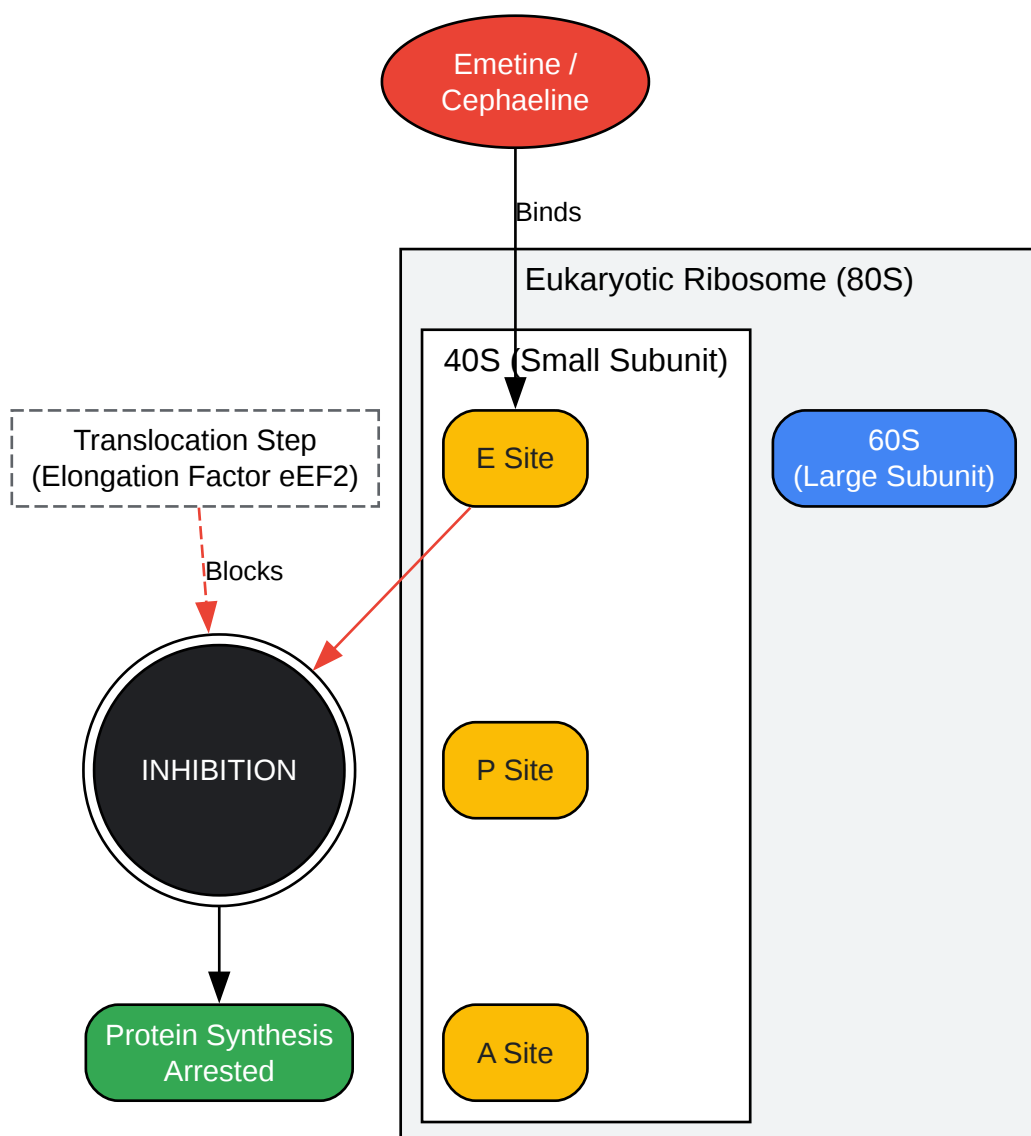 Emetine /
Cephaeline
Binds
Eukaryotic Ribosome (80S)
40S (Small Subunit)
Translocation Step
(Elongation Factor eEF2)
E Site
60S
(Large Subunit)
Blocks
INHIBITION
P Site
Protein Synthesis
Arrested
A Site